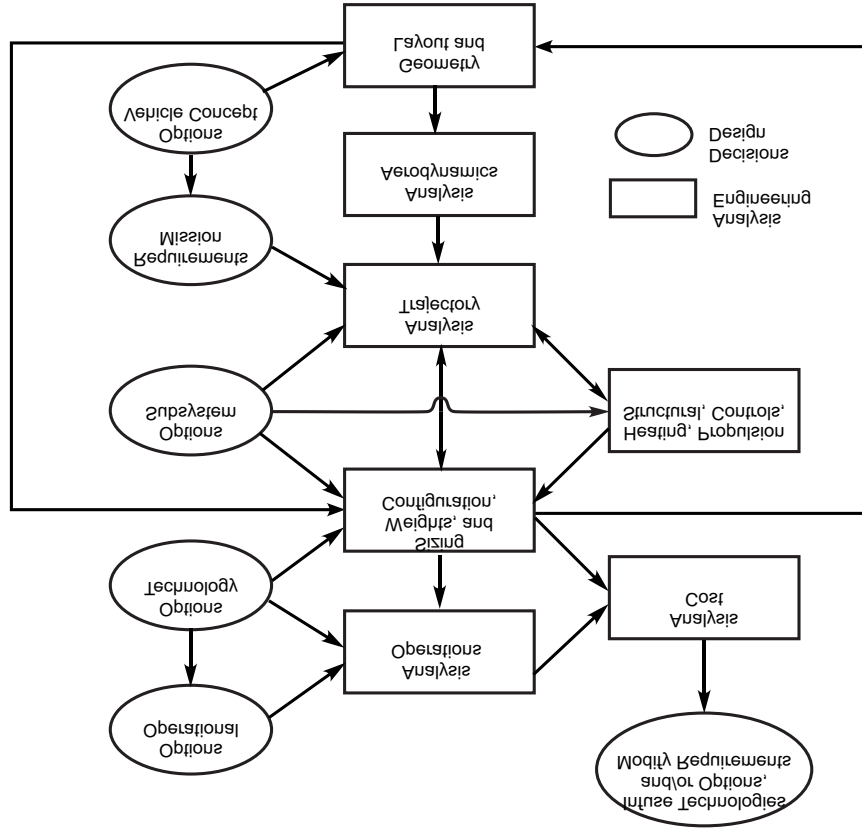 Layout and
Geometry
Vehicle Concept
Options
Design
Decisions
Aerodynamics
Analysis
Engineering
Analysis
Mission
Requirements
Trajectory
Analysis
Subsystem
Options
Structural, Controls,
Heating, Propulsion
Configuration,
Weights, and
Sizing
Technology
Options
Cost
Analysis
Operations
Analysis
Operational
Options
Modify Requirements
and/or Options,
Infuse Technologies